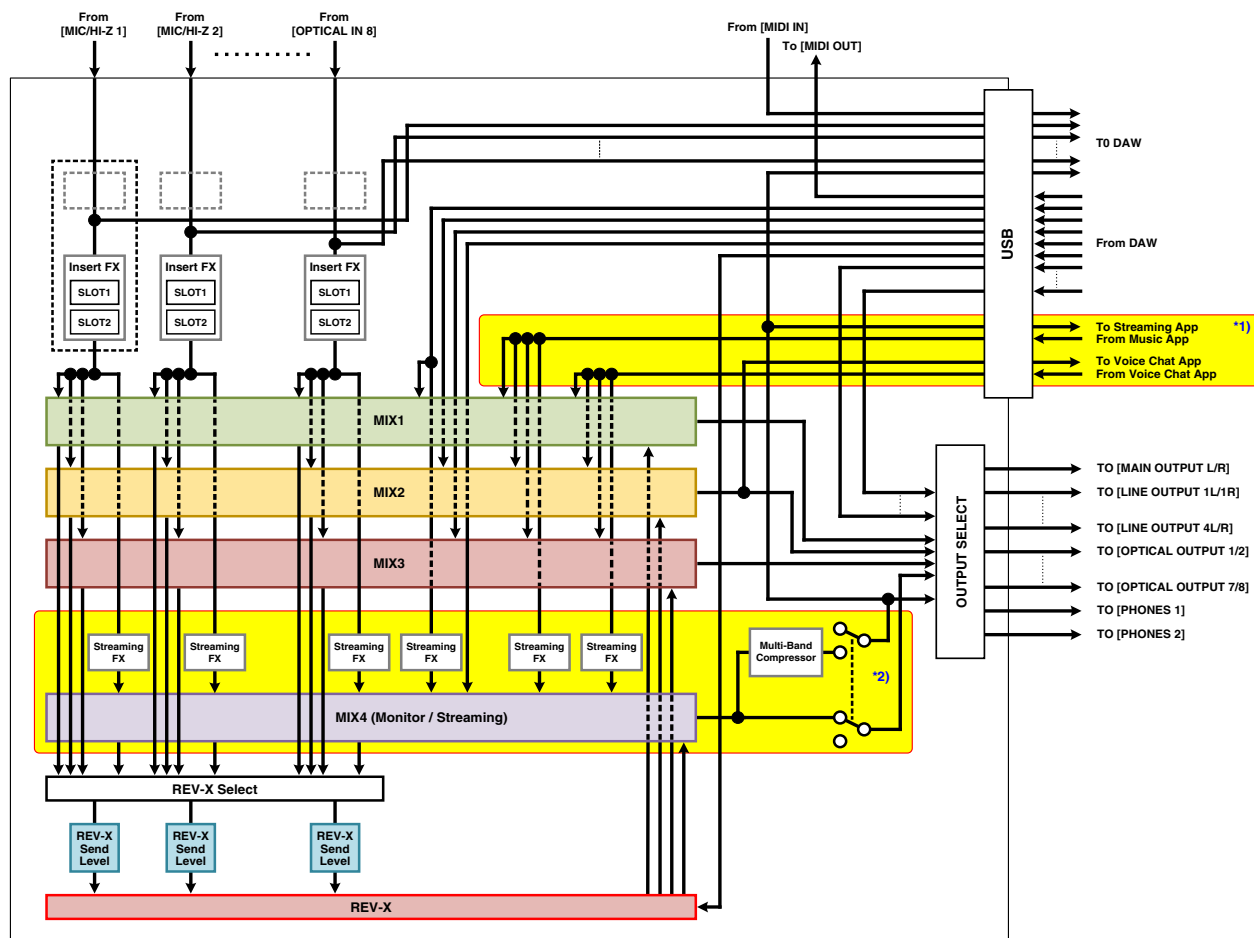 From
[MIC/HI-Z 1]
From
[MIC/HI-Z 2]
From
[OPTICAL IN 8]
From [MIDI IN]
To [MIDI OUT]
USB
T0 DAW
From DAW
Insert FX
SLOT1
SLOT2
Insert FX
SLOT1
SLOT2
Insert FX
SLOT1
SLOT2
To Streaming App
*1)
From Music App
To Voice Chat App
From Voice Chat App
MIX1
MIX2
MIX3
OUTPUT SELECT
TO [MAIN OUTPUT L/R]
TO [LINE OUTPUT 1L/1R]
TO [LINE OUTPUT 4L/R]
TO [OPTICAL OUTPUT 1/2]
TO [OPTICAL OUTPUT 7/8]
TO [PHONES 1]
TO [PHONES 2]
Streaming
FX
Streaming
FX
Streaming
FX
Streaming
FX
Streaming
FX
Streaming
FX
Multi-Band
Compressor
*2)
MIX4 (Monitor / Streaming)
REV-X Select
REV-X
Send
Level
REV-X
Send
Level
REV-X
Send
Level
REV-X